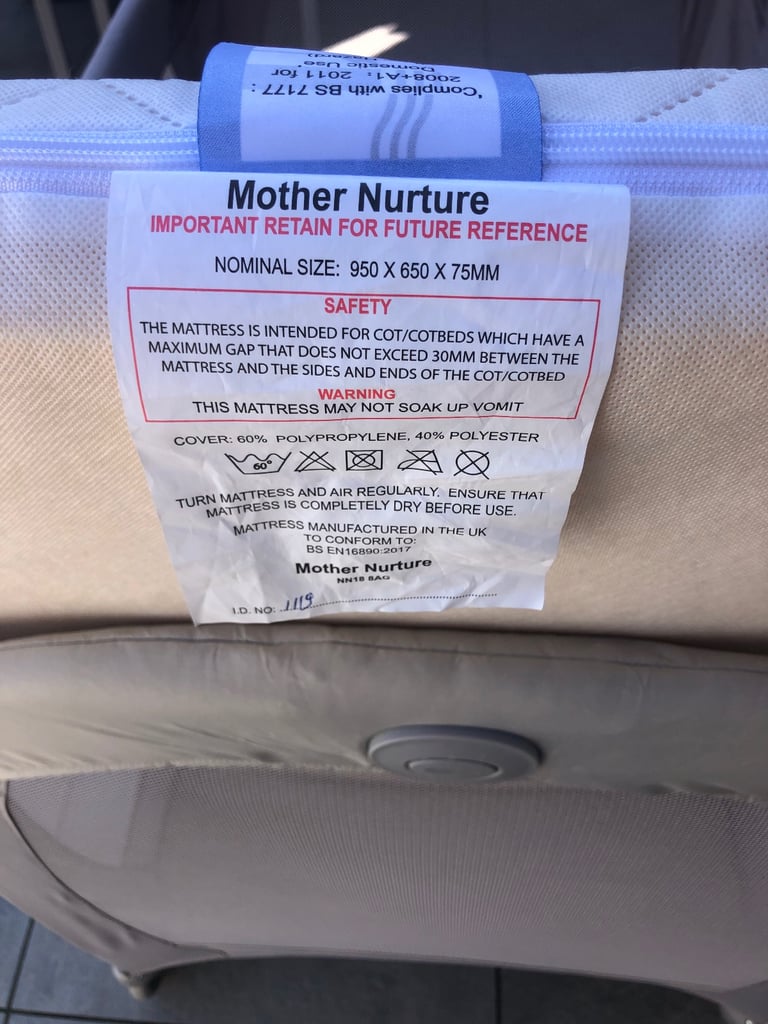 'Complies with BS 7177 :
2008+A1: 2011 for
Domestic Use'
Hazard)
Mother Nurture
IMPORTANT RETAIN FOR FUTURE REFERENCE
NOMINAL SIZE: 950 X 650 X 75MM
SAFETY
THE MATTRESS IS INTENDED FOR COT/COTBEDS WHICH HAVE A
MAXIMUM GAP THAT DOES NOT EXCEED 30MM BETWEEN THE
MATTRESS AND THE SIDES AND ENDS OF THE COT/COTBED
WARNING
THIS MATTRESS MAY NOT SOAK UP VOMIT
COVER: 60% POLYPROPYLENE, 40% POLYESTER
60°
TURN MATTRESS AND AIR REGULARLY. ENSURE THAT
MATTRESS IS COMPLETELY DRY BEFORE USE.
MATTRESS MANUFACTURED IN THE UK
TO CONFORM TO:
BS EN16890:2017
Mother Nurture
NN18 8AG
I.D. NO: 1119